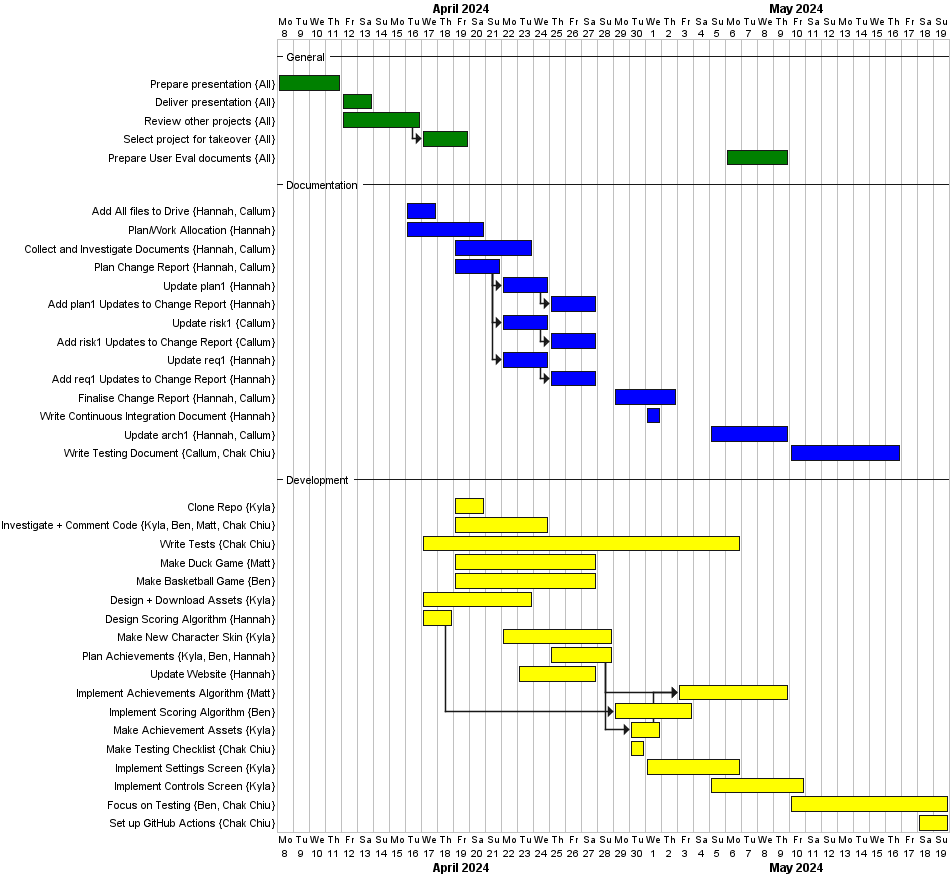 April 2024 May 2024
Mo Tu We Th Fr Sa Su Mo Tu We Th Fr Sa Su Mo Tu We Th Fr Sa Su Mo Tu We Th Fr Sa Su Mo Tu We Th Fr Sa Su Mo Tu We Th Fr Sa Su
8 9 10 11 12 13 14 15 16 17 18 19 20 21 22 23 24 25 26 27 28 29 30 1 2 3 4 5 6 7 8 9 10 11 12 13 14 15 16 17 18 19
General
Prepare presentation {All}
Deliver presentation {All}
Review other projects {All}
Select project for takeover {All}
Prepare User Eval documents {All}
Documentation
Add All files to Drive {Hannah, Callum}
Plan/Work Allocation {Hannah}
Collect and Investigate Documents {Hannah, Callum}
Plan Change Report {Hannah, Callum}
Update plan1 {Hannah}
Add plan1 Updates to Change Report {Hannah}
Update risk1 {Callum}
Add risk1 Updates to Change Report {Callum}
Update req1 {Hannah}
Add req1 Updates to Change Report {Hannah}
Finalise Change Report {Hannah, Callum}
Write Continuous Integration Document {Hannah}
Update arch1 {Hannah, Callum}
Write Testing Document {Callum, Chak Chiu}
Development
Clone Repo {Kyla}
Investigate + Comment Code {Kyla, Ben, Matt, Chak Chiu}
Write Tests {Chak Chiu}
Make Duck Game {Matt}
Make Basketball Game {Ben}
Design + Download Assets {Kyla}
Design Scoring Algorithm {Hannah}
Make New Character Skin {Kyla}
Plan Achievements {Kyla, Ben, Hannah}
Update Website {Hannah}
Implement Achievements Algorithm {Matt}
Implement Scoring Algorithm {Ben}
Make Achievement Assets {Kyla}
Make Testing Checklist {Chak Chiu}
Implement Settings Screen {Kyla}
Implement Controls Screen {Kyla}
Focus on Testing {Ben, Chak Chiu}
Set up GitHub Actions {Chak Chiu}
Mo Tu We Th Fr Sa Su Mo Tu We Th Fr Sa Su Mo Tu We Th Fr Sa Su Mo Tu We Th Fr Sa Su Mo Tu We Th Fr Sa Su Mo Tu We Th Fr Sa Su
8 9 10 11 12 13 14 15 16 17 18 19 20 21 22 23 24 25 26 27 28 29 30 1 2 3 4 5 6 7 8 9 10 11 12 13 14 15 16 17 18 19
April 2024 May 2024